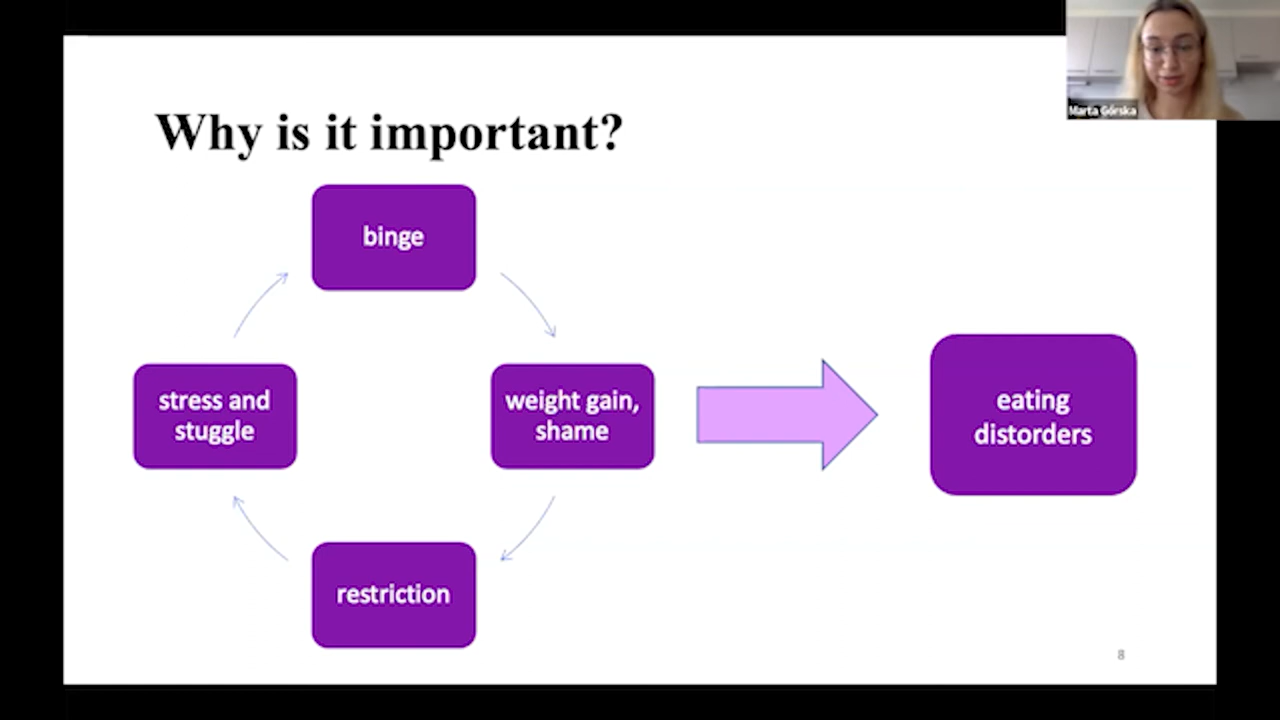 Marta Górska
Why is it important?
binge
stress and
stuggle
weight gain,
shame
restriction
eating
distorders
8